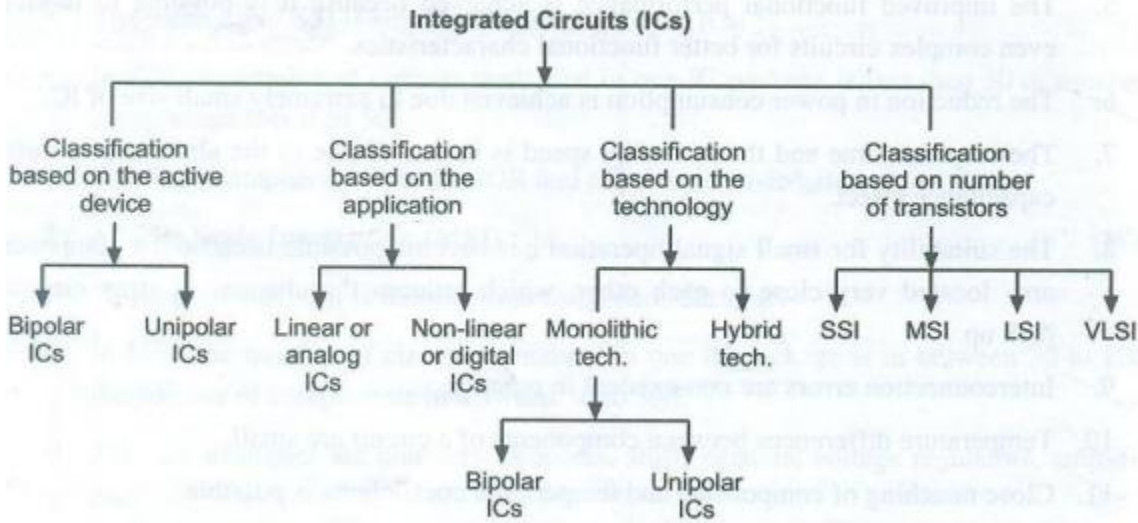 Integrated Circuits (ICs)
Classification
based on the active
device
Classification
based on the
application
Classification
based on the
technology
Classification
based on number
of transistors
Bipolar
ICs
Unipolar
ICs
Linear or
analog
ICs
Non-linear
or digital
ICs
Monolithic
tech.
Hybrid
tech.
SSI
MSI
LSI
VLSI
Bipolar
ICs
Unipolar
ICs